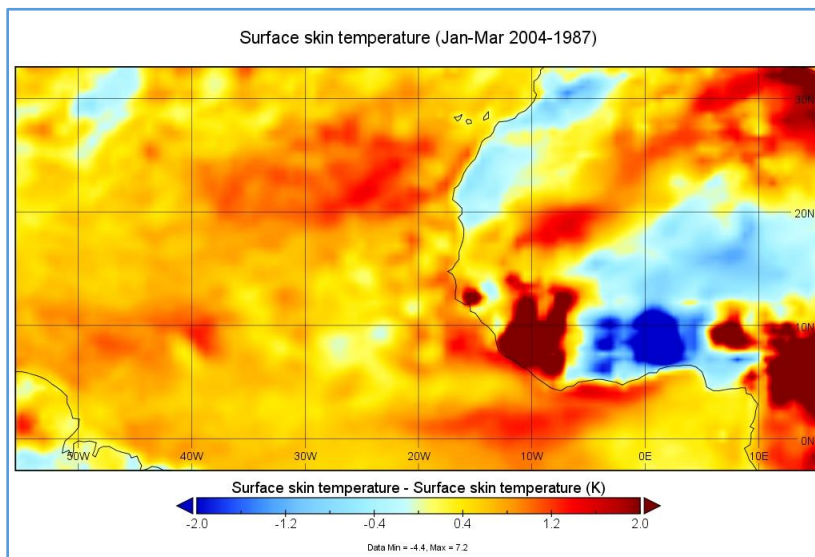 Surface skin temperature (Jan-Mar 2004-1987)
30N
20N
10N
0N
50W
40W
30W
20W
10W
0E
10E
Surface skin temperature - Surface skin temperature (K)
-2.0
-1.2
-0.4
0.4
1.2
2.0
Data Min = -4.4, Max = 7.2